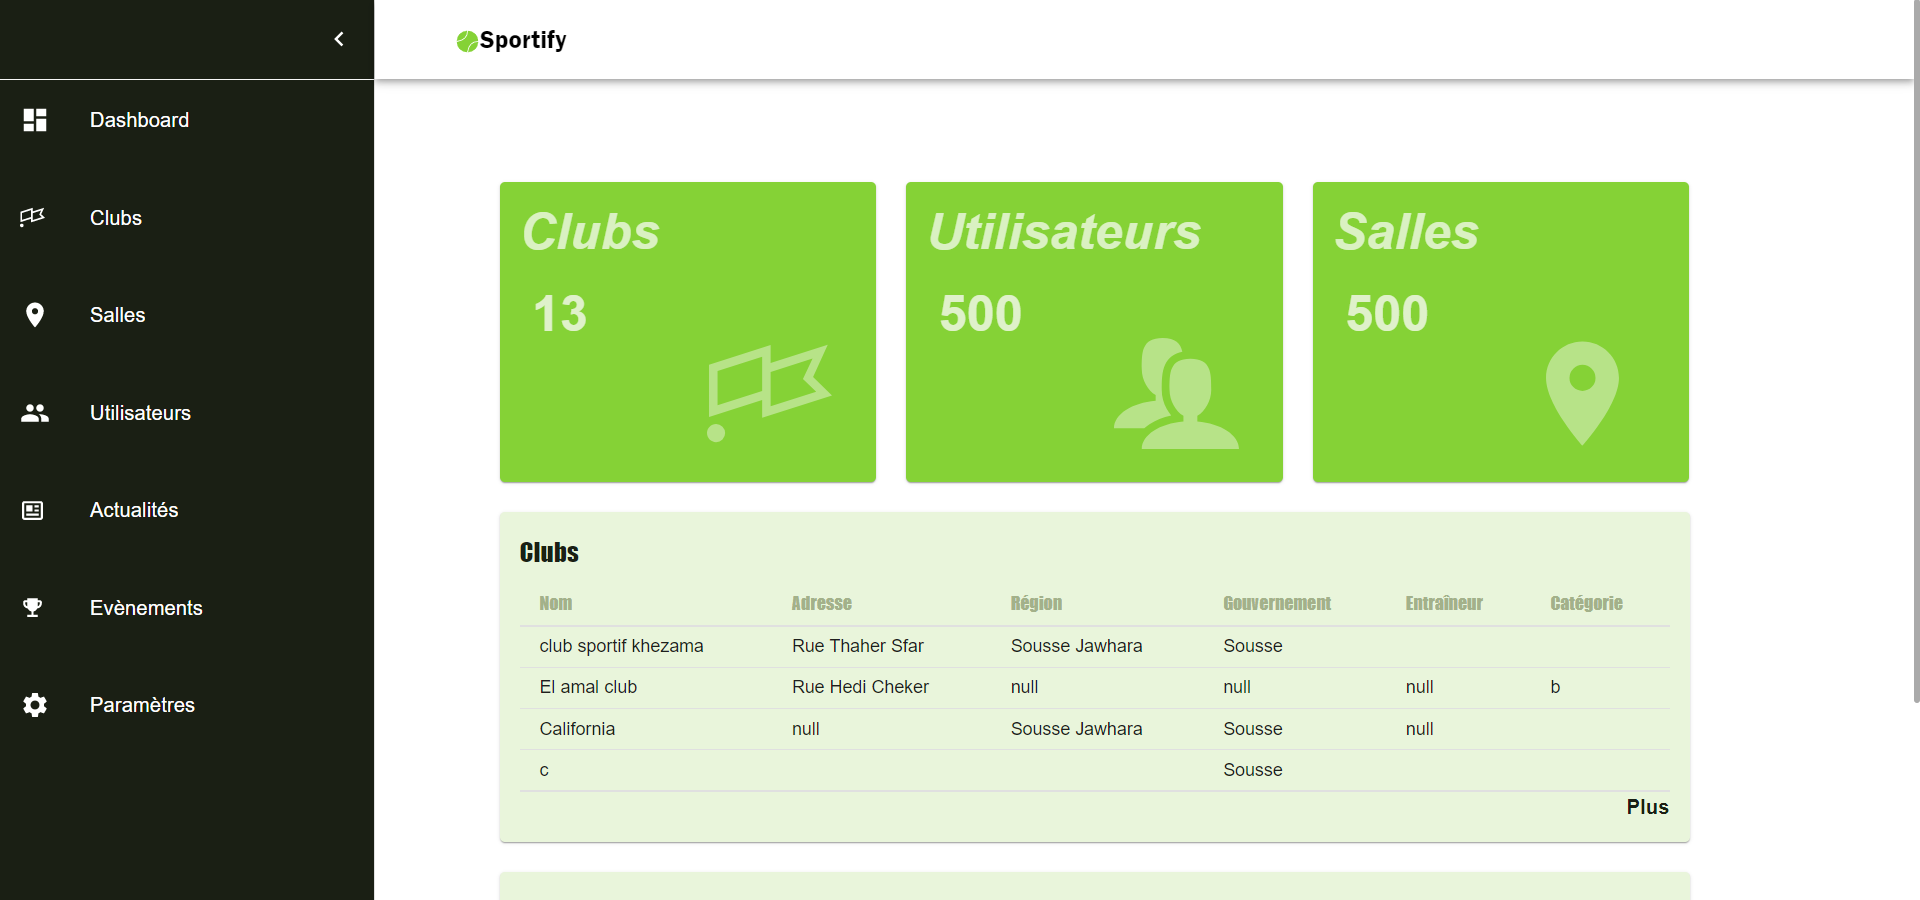 Sportify
Dashboard
Clubs
Salles
Utilisateurs
Actualités
Evènements
Paramètres
Clubs
13
Utilisateurs
500
Salles
500
Clubs
Nom Adresse Région Gouvernement Entraîneur Catégorie
club sportif khezama Rue Thaher Sfar Sousse Jawhara Sousse
El amal club Rue Hedi Cheker null null null b
California null Sousse Jawhara Sousse null
c Sousse
Plus